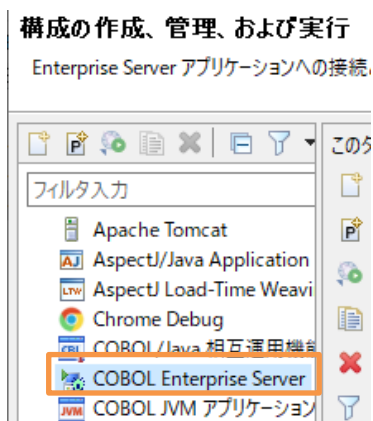 構成の作成、管理、および実行
Enterprise Server アプリケーションへの接続
このタ
フィルタ入力
Apache Tomcat
AspectJ/Java Application
AspectJ Load-Time Weavi
Chrome Debug
COBOL/Java 相互運用機能
COBOL Enterprise Server
COBOL JVM アプリケーション